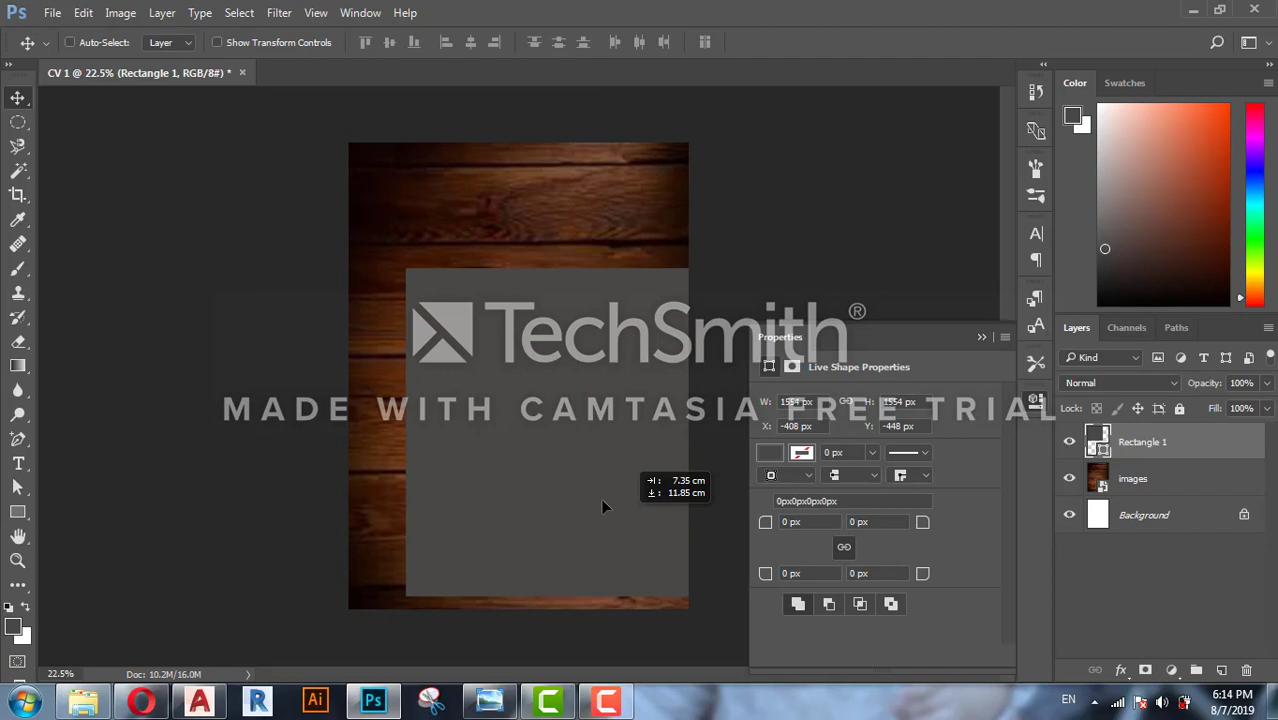 Ps File Edit Image Layer Type Select Filter View Window Help
Auto-Select: Layer Show Transform Controls
CV 1 @ 22.5% (Rectangle 1, RGB/8#) * ×
Color Swatches
TechSmith®
MADE WITH CAMTASIA FREE TRIAL
7.35 cm
11.85 cm
Properties
Live Shape Properties
W: 1554 px H: 1554 px
X: -408 px Y: -448 px
0 px
0px0px0px0px
0 px 0 px
0 px 0 px
Layers Channels Paths
Kind
Normal Opacity: 100%
Lock: Fill: 100%
Rectangle 1
images
Background
fx
22.5% Doc: 10.2M/16.0M
A R Ai Ps C C EN 6:14 PM
8/7/2019